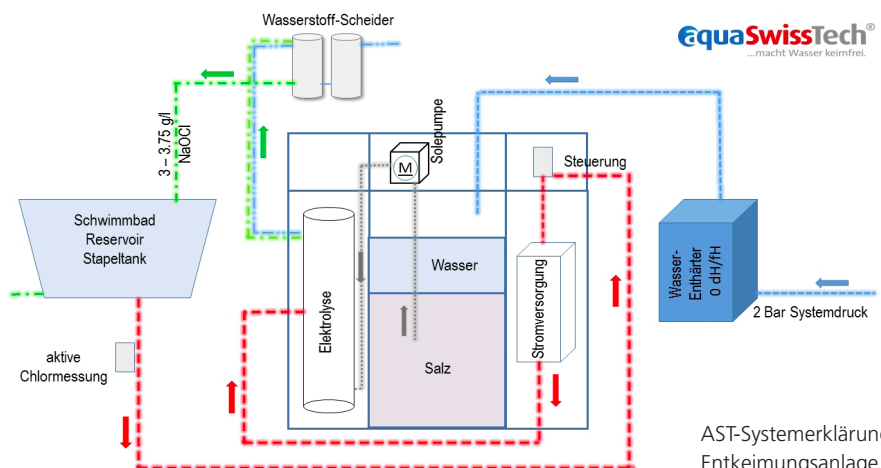 Wasserstoff-Scheider
aquaSwissTech®
...macht Wasser keimfrei.
3 – 3.75 g/l
NaOCl
Solepumpe
M
Steuerung
Schwimmbad
Reservoir
Stapeltank
Elektrolyse
Wasser
Salz
Stromversorgung
Wasser-
Enthärter
0 dH/fH
2 Bar Systemdruck
aktive
Chlormessung
AST-Systemerklärung
Entkeimungsanlage